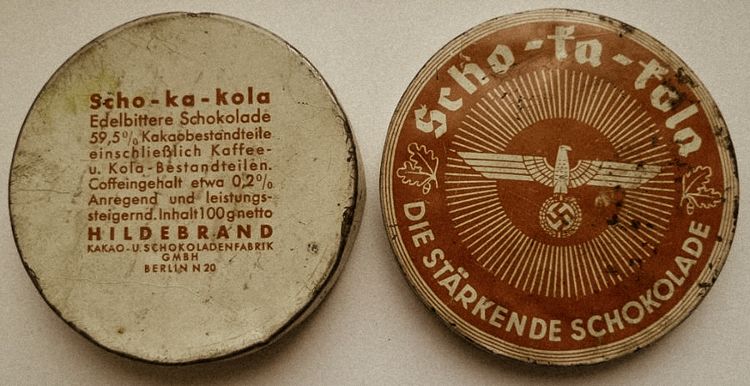 Scho-ka-kola
Edelbittere Schokolade
59,5% Kakaobestandteile
einschließlich Kaffee-
u. Kola-Bestandteilen.
Coffeingehalt etwa 0,2%
Anregend und leistungs-
steigernd. Inhalt 100 g netto
HILDEBRAND
KAKAO- U. SCHOKOLADENFABRIK
GMBH
BERLIN N 20
Scho-ka-kola
DIE STÄRKENDE SCHOKOLADE